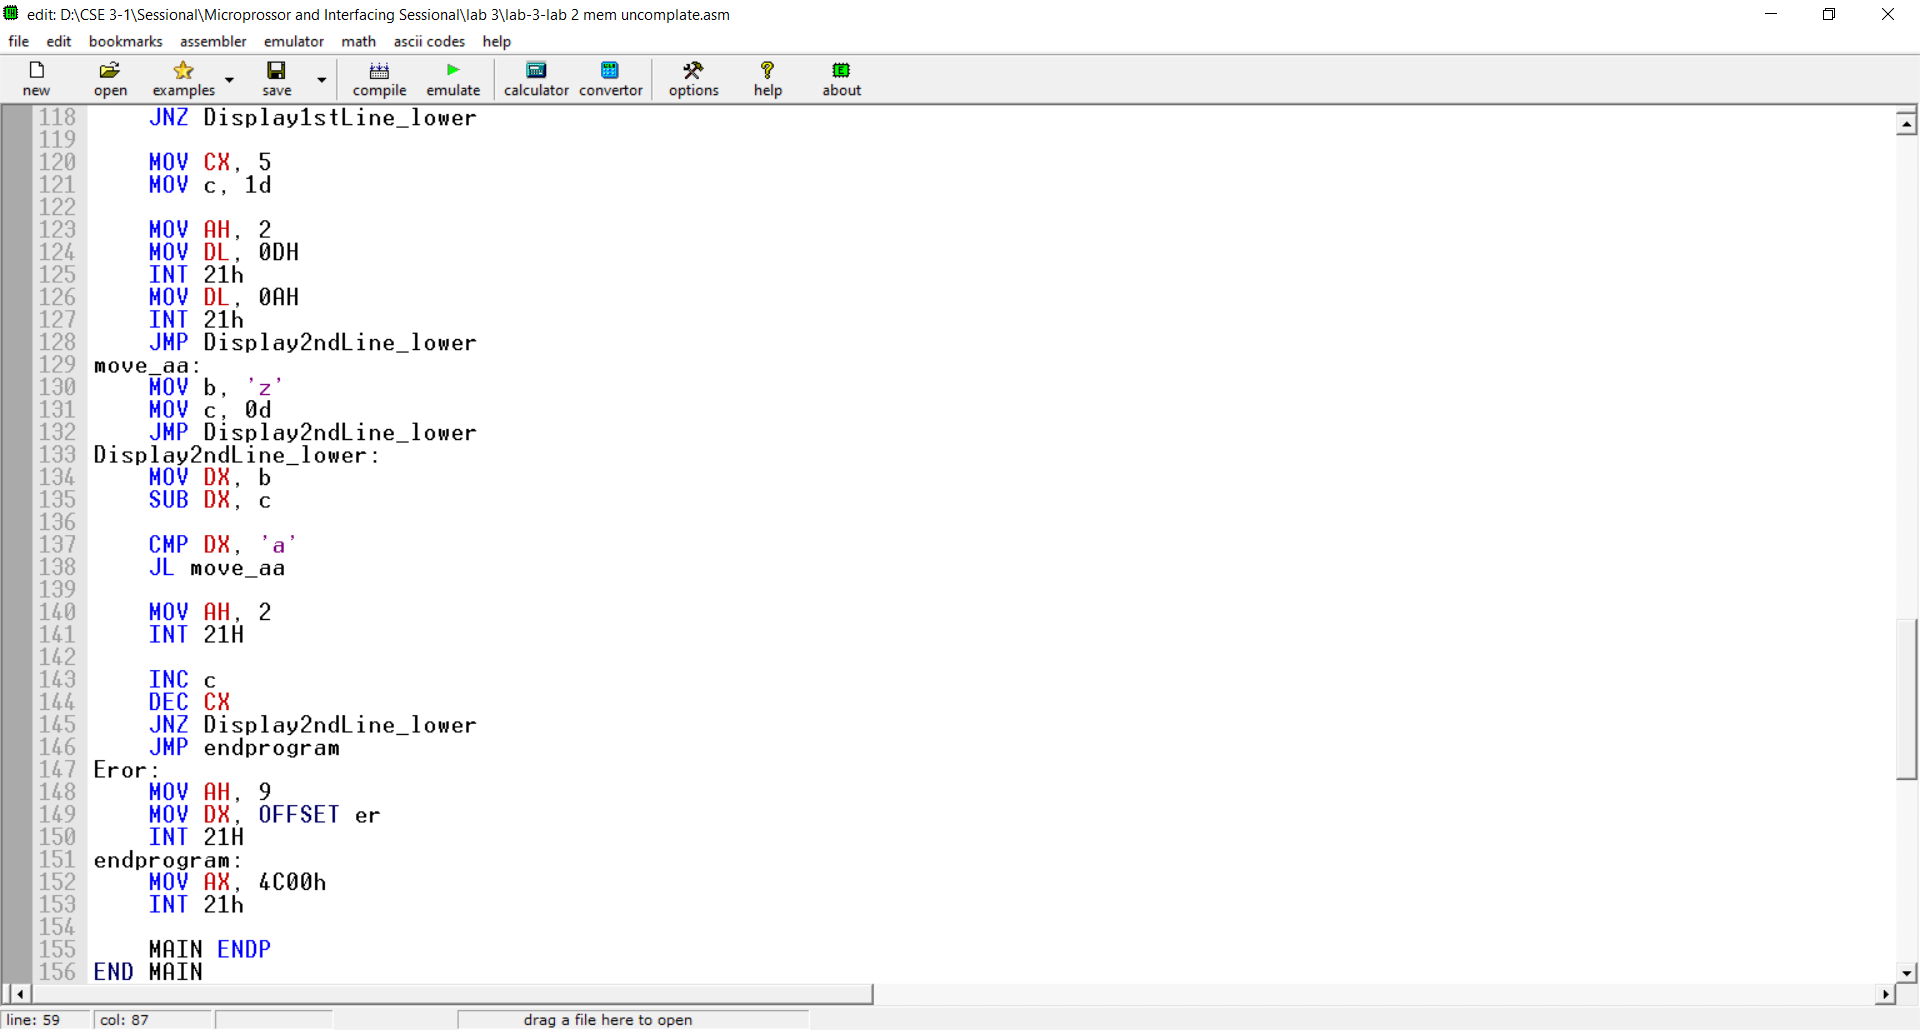 edit: D:\CSE 3-1\Sessional\Microprossor and Interfacing Sessional\lab 3\lab-3-lab 2 mem uncomplate.asm
file edit bookmarks assembler emulator math ascii codes help
new open examples save compile emulate calculator convertor options help about
118 JNZ Display1stLine_lower
119
120 MOV CX, 5
121 MOV c, 1d
122
123 MOV AH, 2
124 MOV DL, 0DH
125 INT 21h
126 MOV DL, 0AH
127 INT 21h
128 JMP Display2ndLine_lower
129 move_aa:
130 MOV b, 'z'
131 MOV c, 0d
132 JMP Display2ndLine_lower
133 Display2ndLine_lower:
134 MOV DX, b
135 SUB DX, c
136
137 CMP DX, 'a'
138 JL move_aa
139
140 MOV AH, 2
141 INT 21H
142
143 INC c
144 DEC CX
145 JNZ Display2ndLine_lower
146 JMP endprogram
147 Eror:
148 MOV AH, 9
149 MOV DX, OFFSET er
150 INT 21H
151 endprogram:
152 MOV AX, 4C00h
153 INT 21h
154
155 MAIN ENDP
156 END MAIN
line: 59 col: 87 drag a file here to open